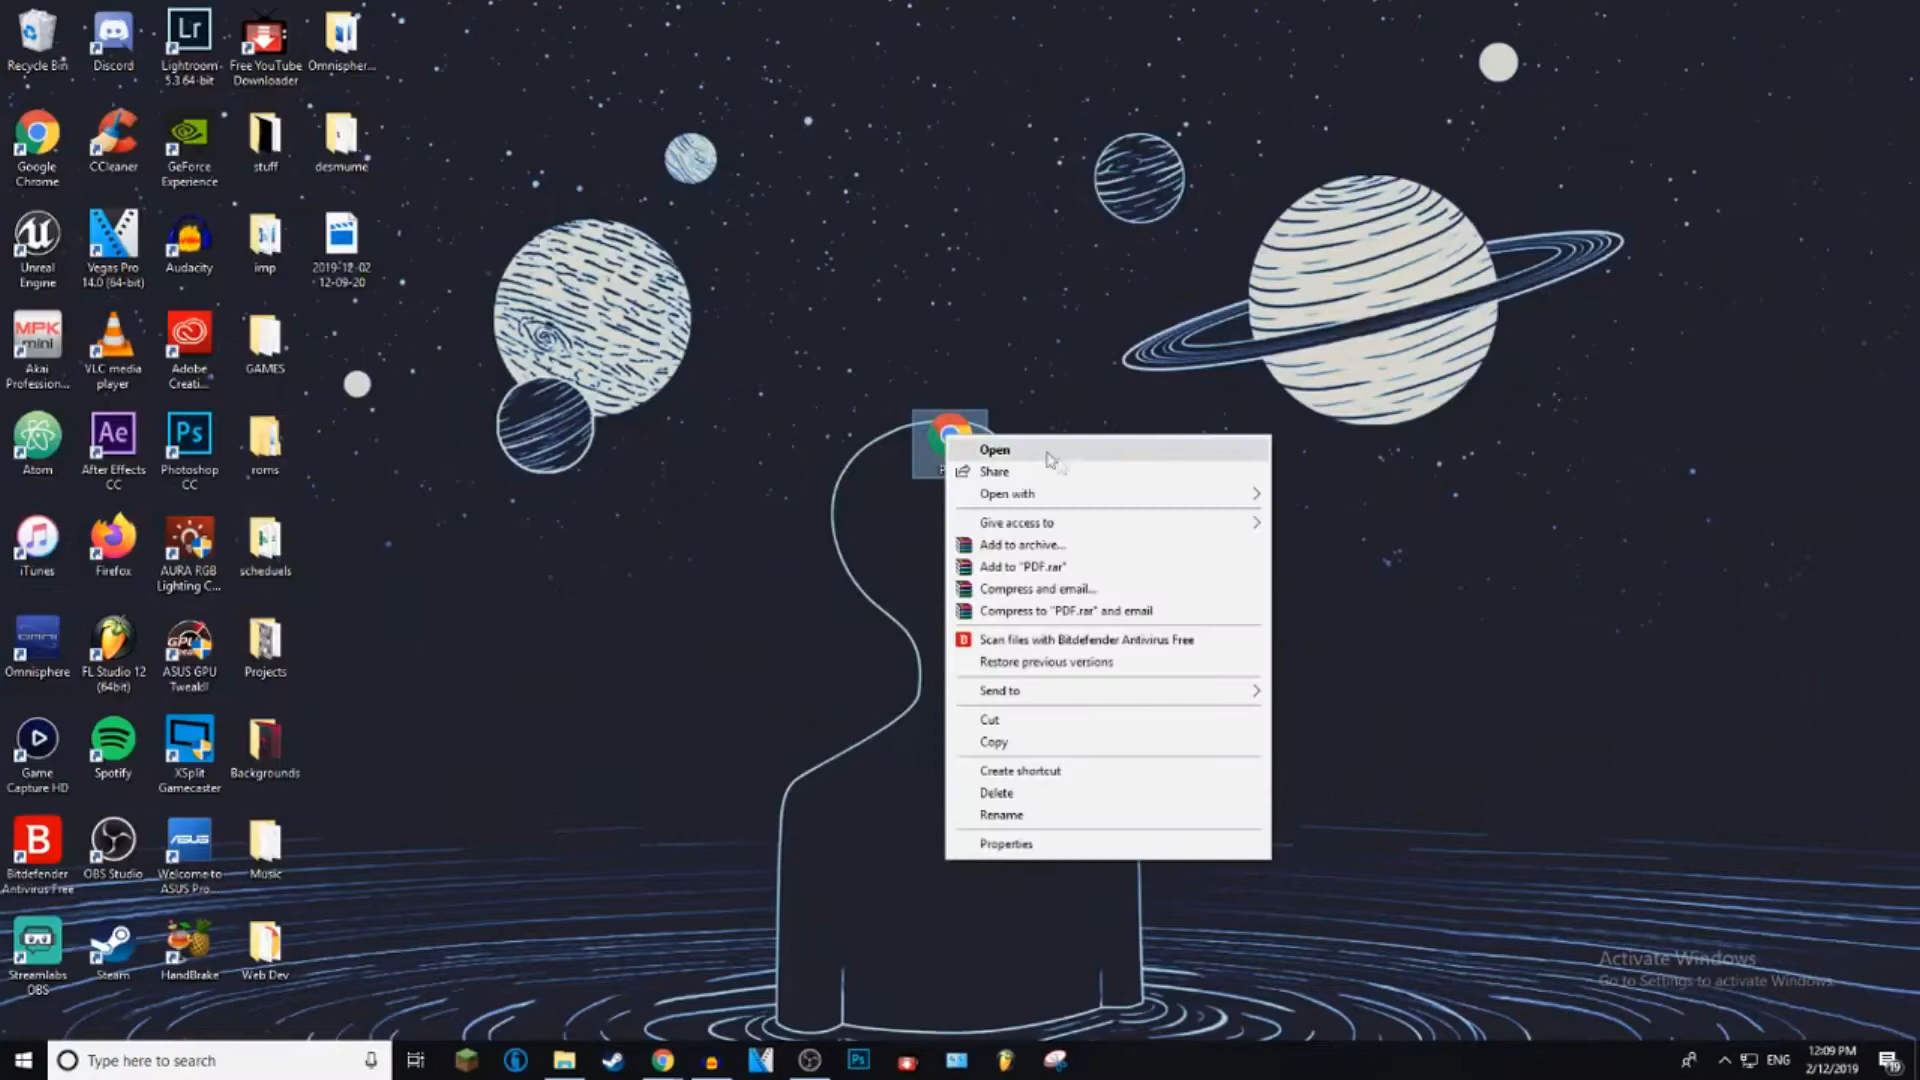 Recycle Bin
Discord
Lightroom
5.3 64-bit
Free YouTube
Downloader
Omnispher...
Google
Chrome
CCleaner
GeForce
Experience
stuff
desmume
Unreal
Engine
Vegas Pro
14.0 (64-bit)
Audacity
imp
2019-12-02
12-09-20
MPK
mini
Akai
Profession...
VLC media
player
Adobe
Creati...
GAMES
Atom
After Effects
CC
Photoshop
CC
roms
iTunes
Firefox
AURA RGB
Lighting C...
scheduels
Omnisphere
FL Studio 12
(64bit)
ASUS GPU
TweakII
Projects
Game
Capture HD
Spotify
XSplit
Gamecaster
Backgrounds
Bitdefender
Antivirus Free
OBS Studio
Welcome to
ASUS Pro...
Music
Streamlabs
OBS
Steam
HandBrake
Web Dev
Open
Share
Open with
Give access to
Add to archive...
Add to "PDF.rar"
Compress and email...
Compress to "PDF.rar" and email
Scan files with Bitdefender Antivirus Free
Restore previous versions
Send to
Cut
Copy
Create shortcut
Delete
Rename
Properties
Activate Windows
Go to Settings to activate Windows.
Type here to search
ENG
12:09 PM
2/12/2019
19